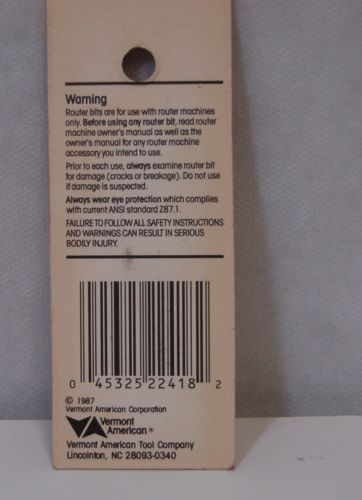 Warning
Router bits are for use with router machines
only. Before using any router bit, read router
machine owner's manual as well as the
owner's manual for any router machine
accessory you intend to use.
Prior to each use, always examine router bit
for damage (cracks or breakage). Do not use
if damage is suspected.
Always wear eye protection which complies
with current ANSI standard Z87.1.
FAILURE TO FOLLOW ALL SAFETY INSTRUCTIONS
AND WARNINGS CAN RESULT IN SERIOUS
BODILY INJURY.
0 45325 22418 2
© 1987
Vermont American Corporation
Vermont
American®
Vermont American Tool Company
Lincolnton, NC 28093-0340